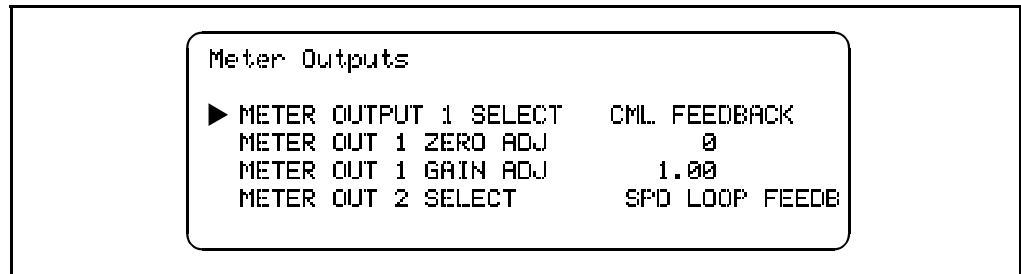 Meter Outputs
▶ METER OUTPUT 1 SELECT CML FEEDBACK
METER OUT 1 ZERO ADJ 0
METER OUT 1 GAIN ADJ 1.00
METER OUT 2 SELECT SPD LOOP FEEDB